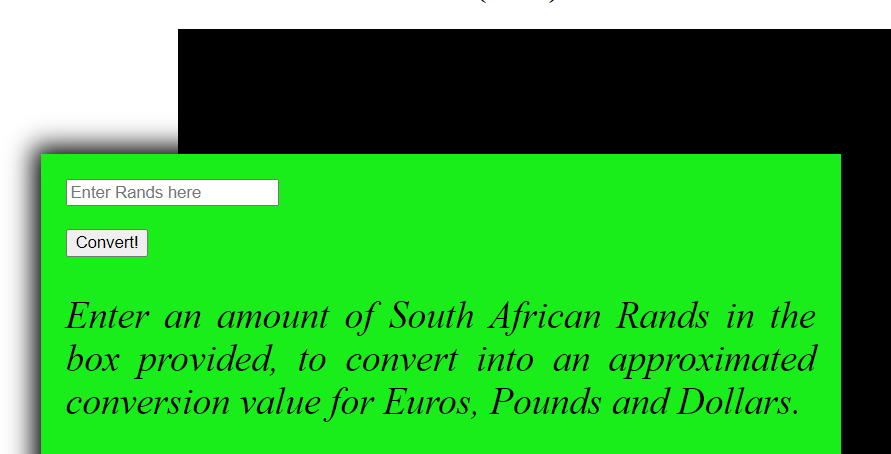 Enter Rands here
Convert!
Enter an amount of South African Rands in the
box provided, to convert into an approximated
conversion value for Euros, Pounds and Dollars.